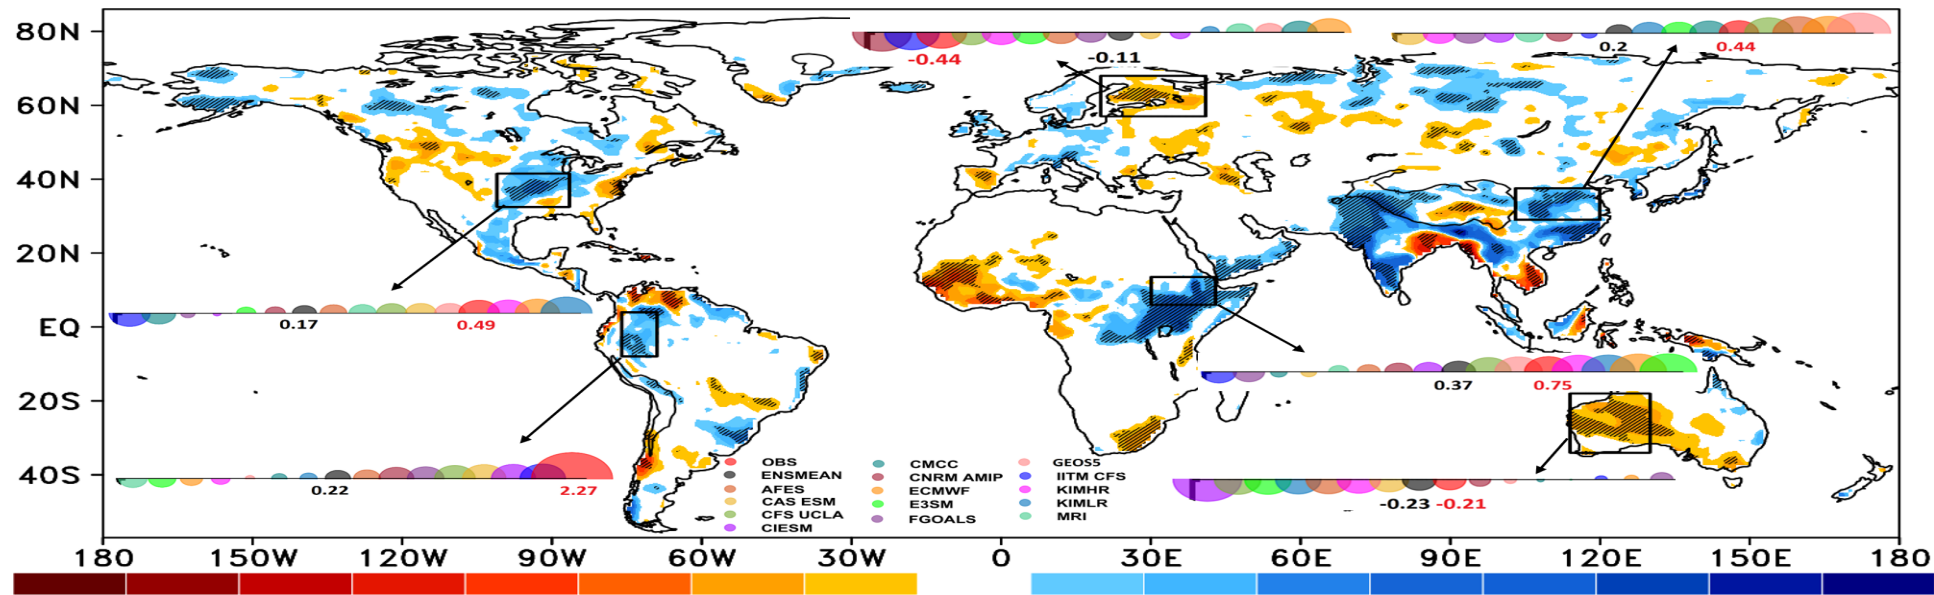 80N
60N
40N
20N
EQ
20S
40S
-0.44
-0.11
0.2
0.44
0.17
0.49
0.37
0.75
0.22
2.27
-0.23 -0.21
OBS
ENSMEAN
AFES
CAS ESM
CFS UCLA
CIESM
CMCC
CNRM AMIP
ECMWF
E3SM
FGOALS
GEOS5
IITM CFS
KIMHR
KIMLR
MRI
180 150W 120W 90W 60W 30W 0 30E 60E 90E 120E 150E 180